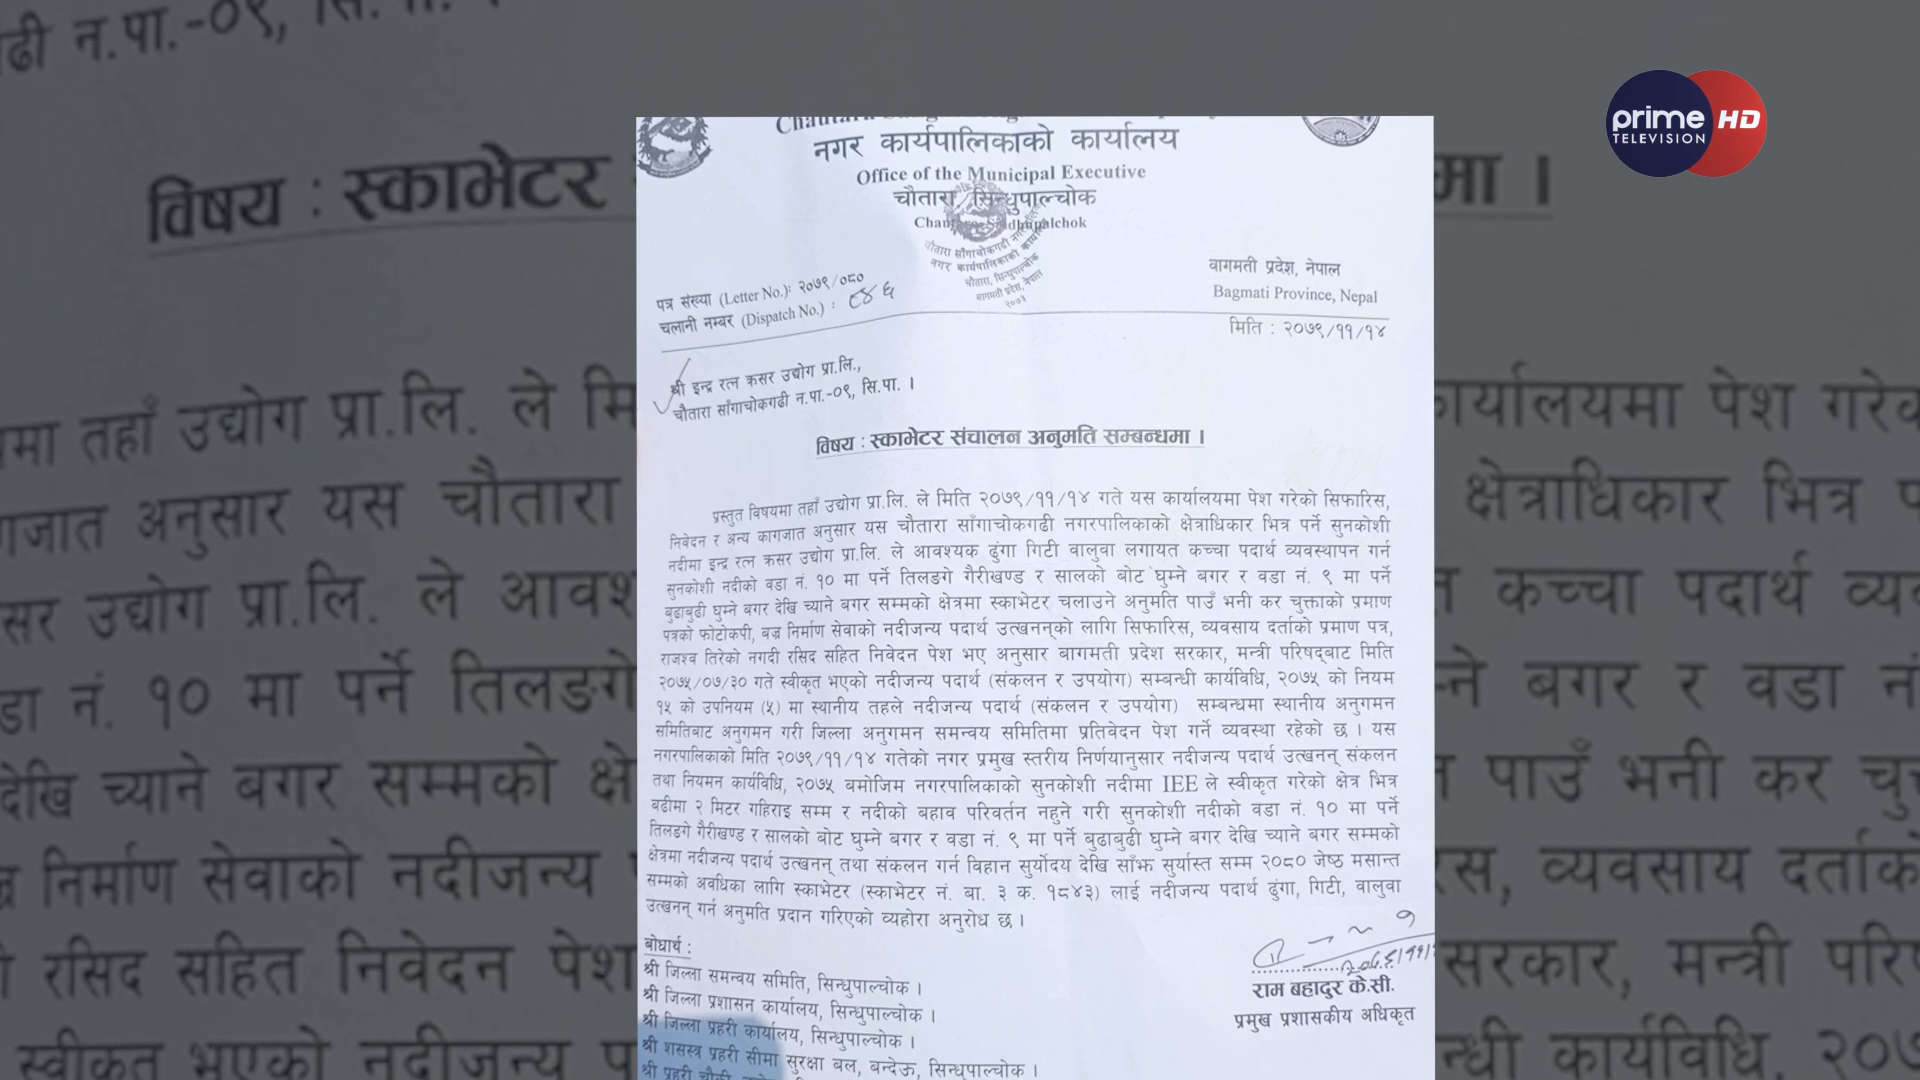 prime HD
TELEVISION
नगर कार्यपालिकाको कार्यालय
Office of the Municipal Executive
चौतारा, सिन्धुपाल्चोक
Chautara, Sindhupalchok
चौतारा साँगाचोकगढी नगरपालिका
नगर कार्यपालिकाको कार्यालय
चौतारा, सिन्धुपाल्चोक
बागमती प्रदेश, नेपाल
२०७३
वागमती प्रदेश, नेपाल
Bagmati Province, Nepal
पत्र संख्या (Letter No.): २०७९/०८०
चलानी नम्बर (Dispatch No.) : ८४६
मिति : २०७९/११/१४
श्री इन्द्र रत्न क्रसर उद्योग प्रा.लि.,
चौतारा साँगाचोकगढी न.पा.-०९, सि.पा. ।
विषय : स्काभेटर संचालन अनुमति सम्बन्धमा ।
प्रस्तुत विषयमा तहाँ उद्योग प्रा.लि. ले मिति २०७९/११/१४ गते यस कार्यालयमा पेश गरेको सिफारिस,
निवेदन र अन्य कागजात अनुसार यस चौतारा साँगाचोकगढी नगरपालिकाको क्षेत्राधिकार भित्र पर्ने सुनकोशी
नदीमा इन्द्र रत्न क्रसर उद्योग प्रा.लि. ले आवश्यक ढुंगा गिटी वालुवा लगायत कच्चा पदार्थ व्यवस्थापन गर्न
सुनकोशी नदीको वडा नं. १० मा पर्ने तिलङगे गैरीखण्ड र सालको बोट घुम्ने बगर र वडा नं. ९ मा पर्ने
बुढाबुढी घुम्ने बगर देखि च्याने बगर सम्मको क्षेत्रमा स्काभेटर चलाउने अनुमति पाउँ भनी कर चुक्ताको प्रमाण
पत्रको फोटोकपी, बज्र निर्माण सेवाको नदीजन्य पदार्थ उत्खनन्को लागि सिफारिस, व्यवसाय दर्ताको प्रमाण पत्र,
राजश्व तिरेको नगदी रसिद सहित निवेदन पेश भए अनुसार बागमती प्रदेश सरकार, मन्त्री परिषद्बाट मिति
२०७५/०७/३० गते स्वीकृत भएको नदीजन्य पदार्थ (संकलन र उपयोग) सम्बन्धी कार्यविधि, २०७५ को नियम
१५ को उपनियम (५) मा स्थानीय तहले नदीजन्य पदार्थ (संकलन र उपयोग) सम्बन्धमा स्थानीय अनुगमन
समितिबाट अनुगमन गरी जिल्ला अनुगमन समन्वय समितिमा प्रतिवेदन पेश गर्ने व्यवस्था रहेको छ । यस
नगरपालिकाको मिति २०७९/११/१४ गतेको नगर प्रमुख स्तरीय निर्णयानुसार नदीजन्य पदार्थ उत्खनन् संकलन
तथा नियमन कार्यविधि, २०७५ बमोजिम नगरपालिकाको सुनकोशी नदीमा IEE ले स्वीकृत गरेको क्षेत्र भित्र
बढीमा २ मिटर गहिराइ सम्म र नदीको बहाव परिवर्तन नहुने गरी सुनकोशी नदीको वडा नं. १० मा पर्ने
तिलङगे गैरीखण्ड र सालको बोट घुम्ने बगर र वडा नं. ९ मा पर्ने बुढाबुढी घुम्ने बगर देखि च्याने बगर सम्मको
क्षेत्रमा नदीजन्य पदार्थ उत्खनन् तथा संकलन गर्न विहान सुर्योदय देखि साँझ सुर्यास्त सम्म २०८० जेष्ठ मसान्त
सम्मको अवधिका लागि स्काभेटर (स्काभेटर नं. बा. ३ क. १८४३) लाई नदीजन्य पदार्थ ढुंगा, गिटी, वालुवा
उत्खनन् गर्न अनुमति प्रदान गरिएको व्यहोरा अनुरोध छ ।
बोधार्थ :
श्री जिल्ला समन्वय समिति, सिन्धुपाल्चोक ।
श्री जिल्ला प्रशासन कार्यालय, सिन्धुपाल्चोक ।
श्री जिल्ला प्रहरी कार्यालय, सिन्धुपाल्चोक ।
श्री शसस्त्र प्रहरी सीमा सुरक्षा बल, बन्देऊ, सिन्धुपाल्चोक ।
श्री प्रहरी चौकी
राम बहादुर के.सी.
प्रमुख प्रशासकीय अधिकृत